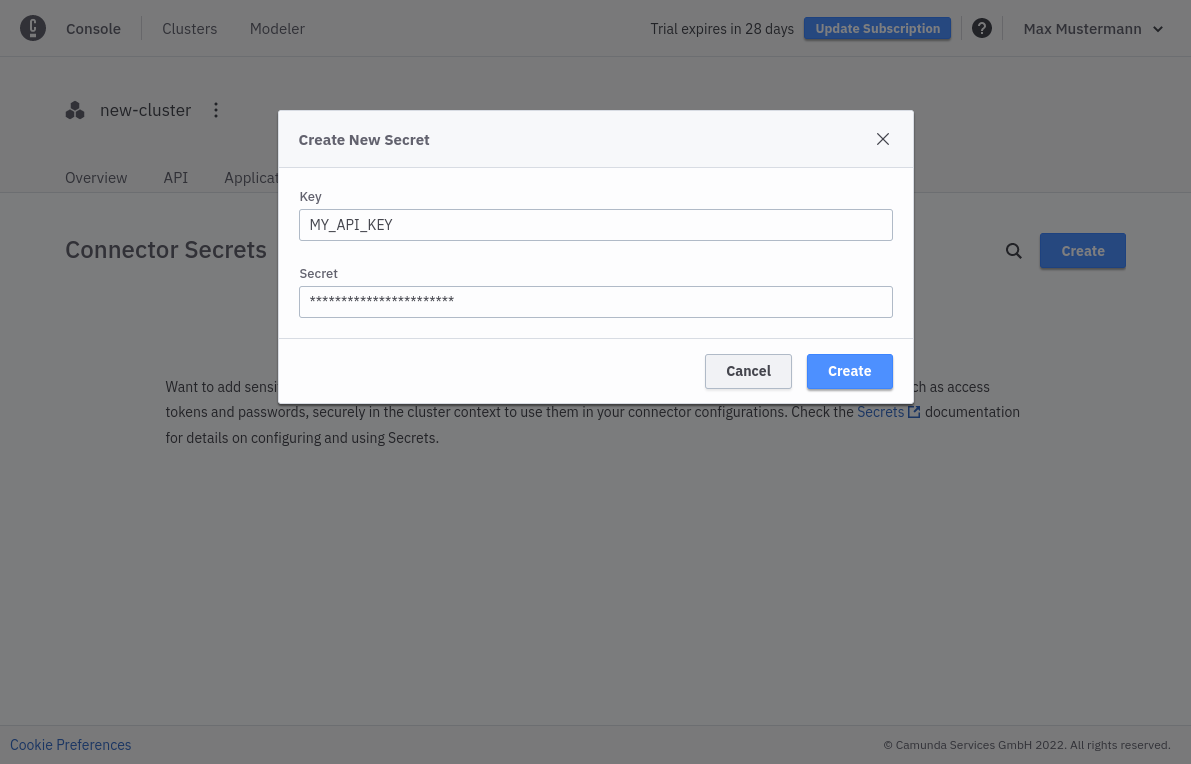 Console Clusters Modeler Trial expires in 28 days Update Subscription ? Max Mustermann
new-cluster
Create New Secret
Overview API Applicat
Key
MY_API_KEY
Connector Secrets Create
Secret
***********************
Cancel Create
Want to add sensi ch as access
tokens and passwords, securely in the cluster context to use them in your connector configurations. Check the Secrets documentation
for details on configuring and using Secrets.
Cookie Preferences © Camunda Services GmbH 2022. All rights reserved.